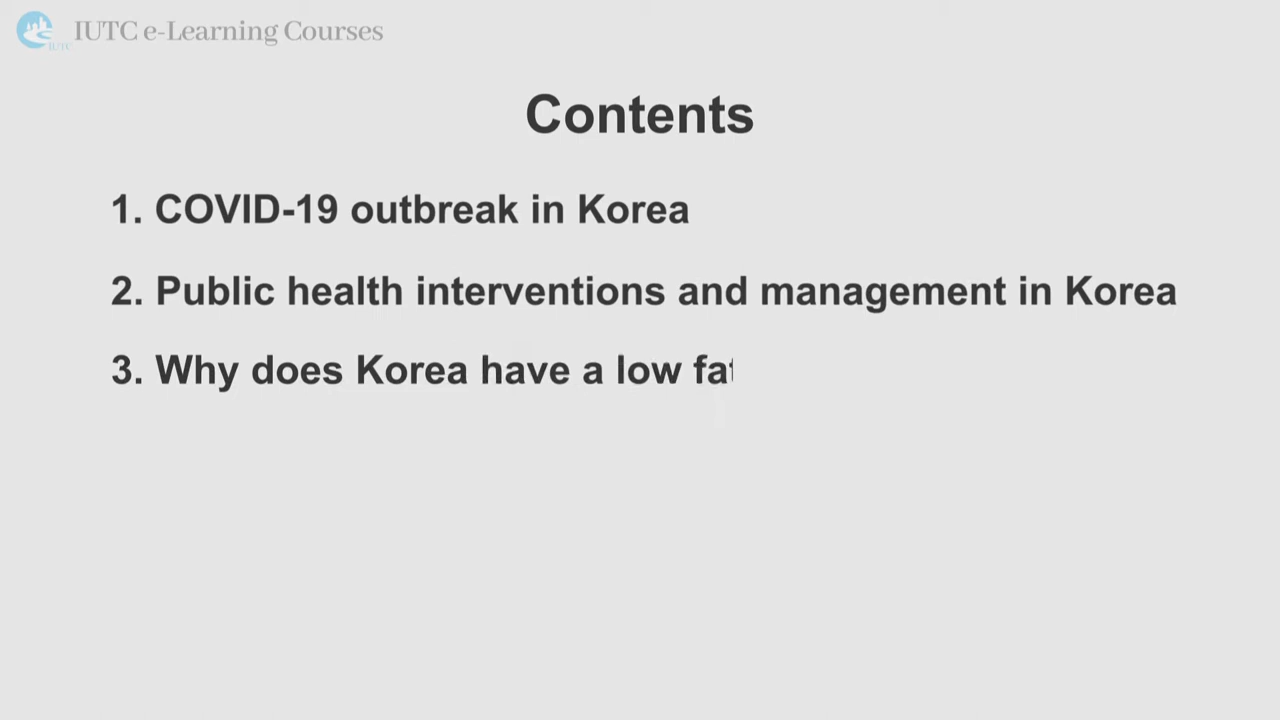 IUTC e-Learning Courses
IUTC
Contents
1. COVID-19 outbreak in Korea
2. Public health interventions and management in Korea
3. Why does Korea have a low